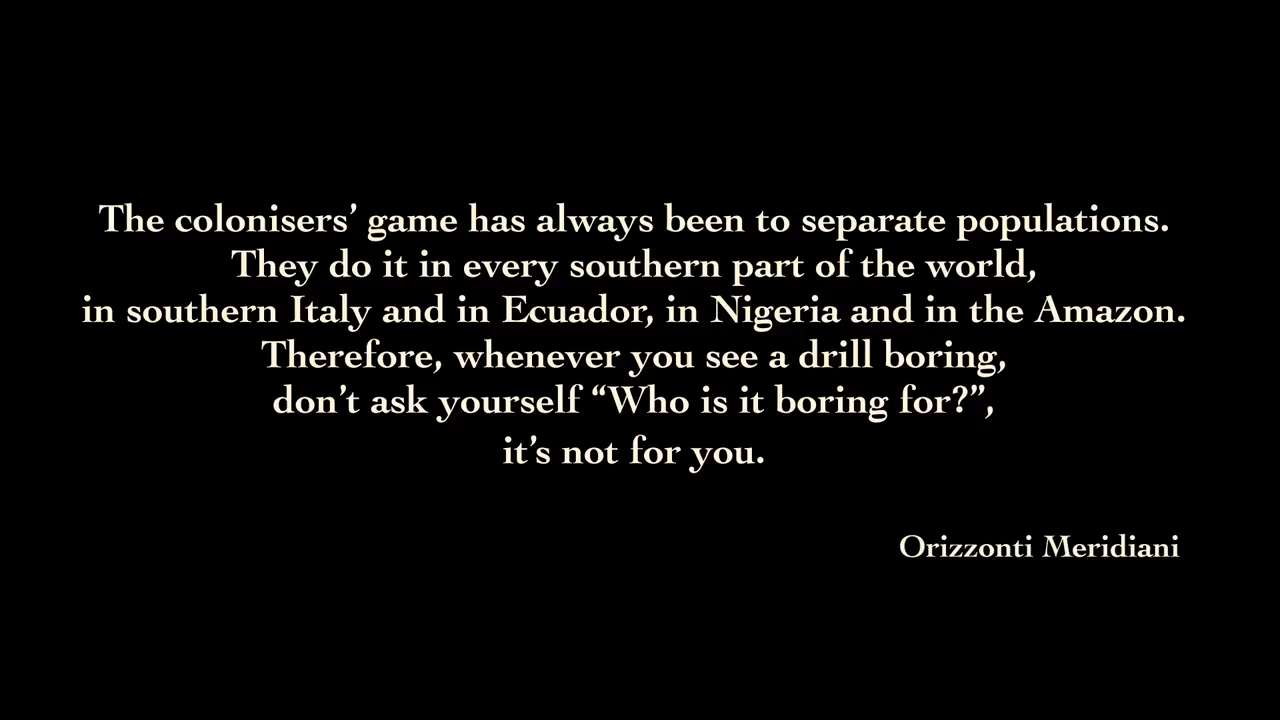 The colonisers’ game has always been to separate populations.
They do it in every southern part of the world,
in southern Italy and in Ecuador, in Nigeria and in the Amazon.
Therefore, whenever you see a drill boring,
don’t ask yourself “Who is it boring for?”,
it’s not for you.
Orizzonti Meridiani